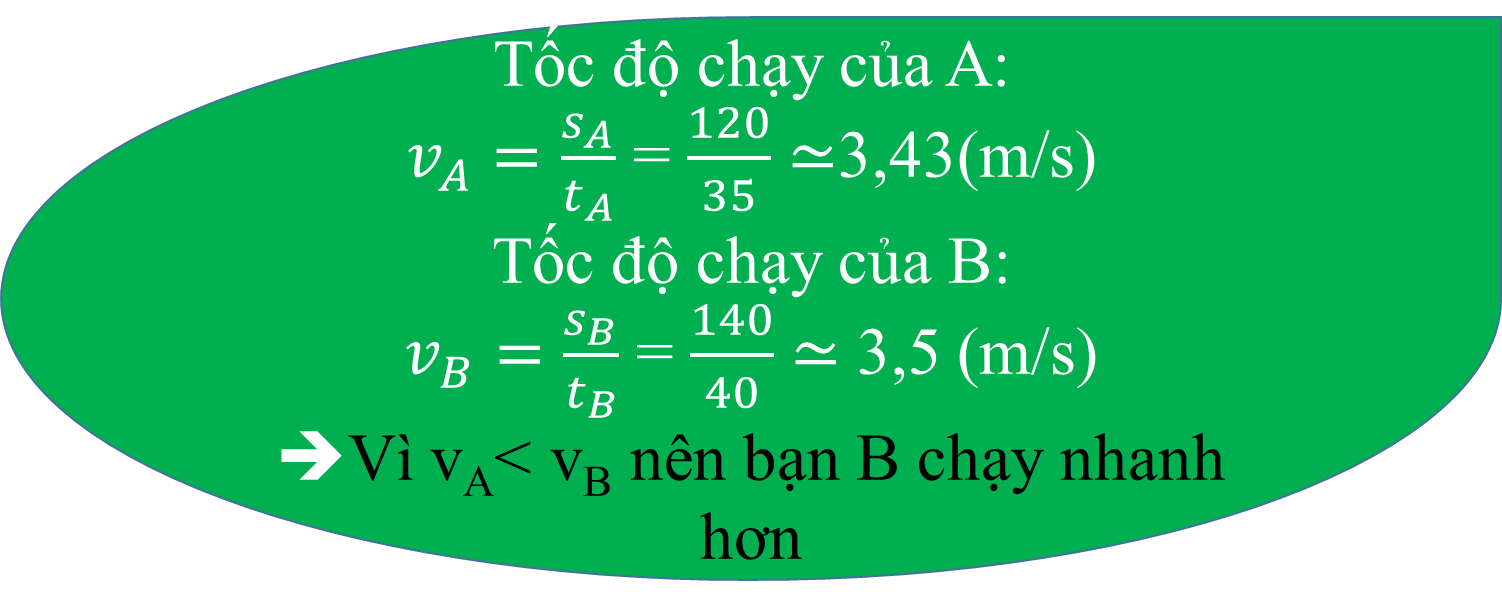 Tốc độ chạy của A:
v_A = s_A/t_A = 120/35 ≃3,43(m/s)
Tốc độ chạy của B:
v_B = s_B/t_B = 140/40 ≃ 3,5 (m/s)
➔Vì v_A< v_B nên bạn B chạy nhanh
hơn